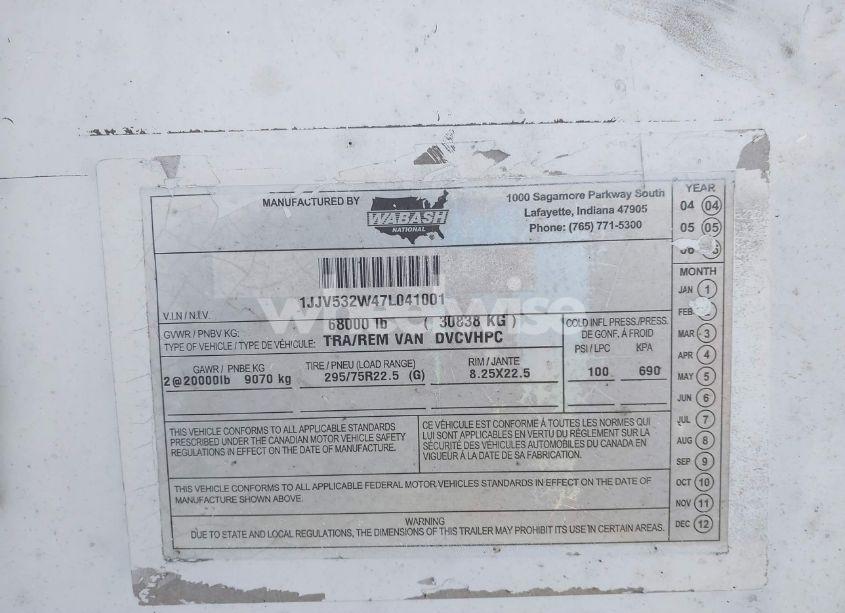 MANUFACTURED BY
WABASH
NATIONAL
1000 Sagamore Parkway South
Lafayette, Indiana 47905
Phone: (765) 771-5300
1JJV532W47L041001
V.I.N / N.I.V.
wheelwise
68000 lb ( 30838 KG )
GVWR / PNBV KG:
TYPE OF VEHICLE / TYPE DE VÉHICULE: TRA/REM VAN DVCVHPC
COLD INFL PRESS./PRESS.
DE GONF. À FROID
PSI / LPC KPA
100 690
GAWR / PNBE KG TIRE / PNEU (LOAD RANGE) RIM / JANTE
2@20000lb 9070 kg 295/75R22.5 (G) 8.25X22.5
THIS VEHICLE CONFORMS TO ALL APPLICABLE STANDARDS
PRESCRIBED UNDER THE CANADIAN MOTOR VEHICLE SAFETY
REGULATIONS IN EFFECT ON THE DATE OF MANUFACTURE.
CE VÉHICULE EST CONFORME À TOUTES LES NORMES QUI
LUI SONT APPLICABLES EN VERTU DU RÈGLEMENT SUR LA
SÉCURITÉ DES VÉHICULES AUTOMOBILES DU CANADA EN
VIGUEUR À LA DATE DE SA FABRICATION.
THIS VEHICLE CONFORMS TO ALL APPLICABLE FEDERAL MOTOR VEHICLES STANDARDS IN EFFECT ON THE DATE OF
MANUFACTURE SHOWN ABOVE.
WARNING
DUE TO STATE AND LOCAL REGULATIONS, THE DIMENSIONS OF THIS TRAILER MAY PROHIBIT ITS USE IN CERTAIN AREAS.
YEAR
04 04
05 05
MONTH
JAN 1
FEB
MAR 3
APR 4
MAY 5
JUN 6
JUL 7
AUG 8
SEP 9
OCT 10
NOV 11
DEC 12